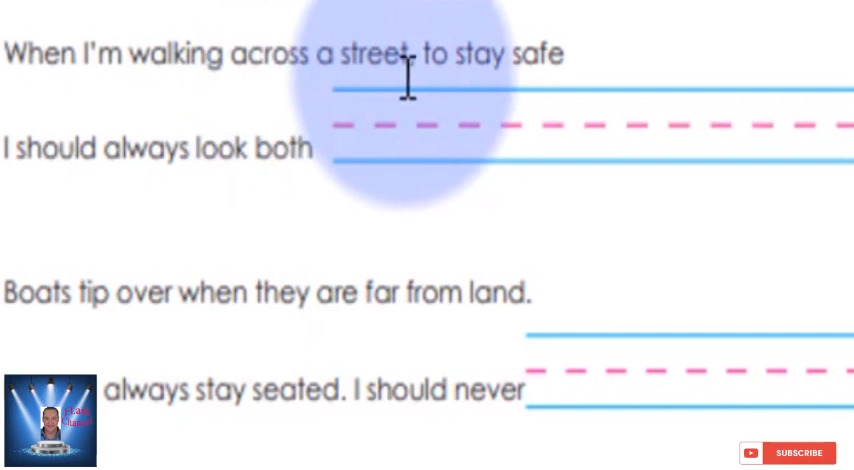 When I'm walking across a street, to stay safe
I should always look both
Boats tip over when they are far from land.
always stay seated. I should never
SUBSCRIBE